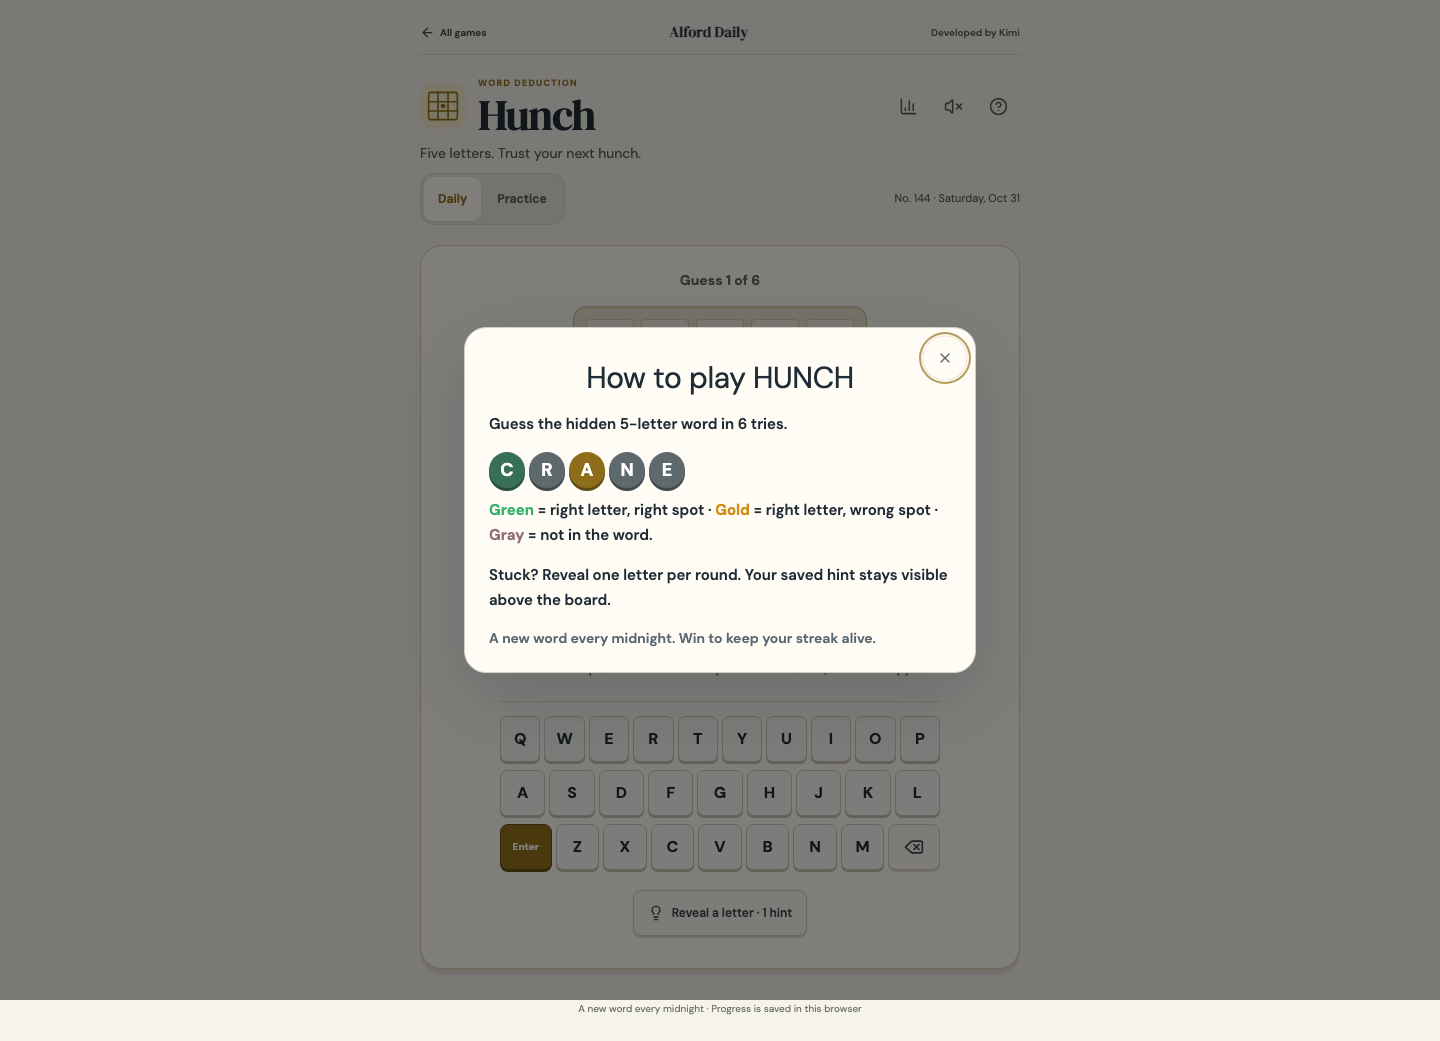 All games
Alford Daily
Developed by Kimi
WORD DEDUCTION
Hunch
Five letters. Trust your next hunch.
Daily
Practice
No. 144 · Saturday, Oct 31
Guess 1 of 6
How to play HUNCH
Guess the hidden 5-letter word in 6 tries.
C R A N E
Green = right letter, right spot · Gold = right letter, wrong spot ·
Gray = not in the word.
Stuck? Reveal one letter per round. Your saved hint stays visible
above the board.
A new word every midnight. Win to keep your streak alive.
Q W E R T Y U I O P
A S D F G H J K L
Enter Z X C V B N M
Reveal a letter · 1 hint
A new word every midnight · Progress is saved in this browser